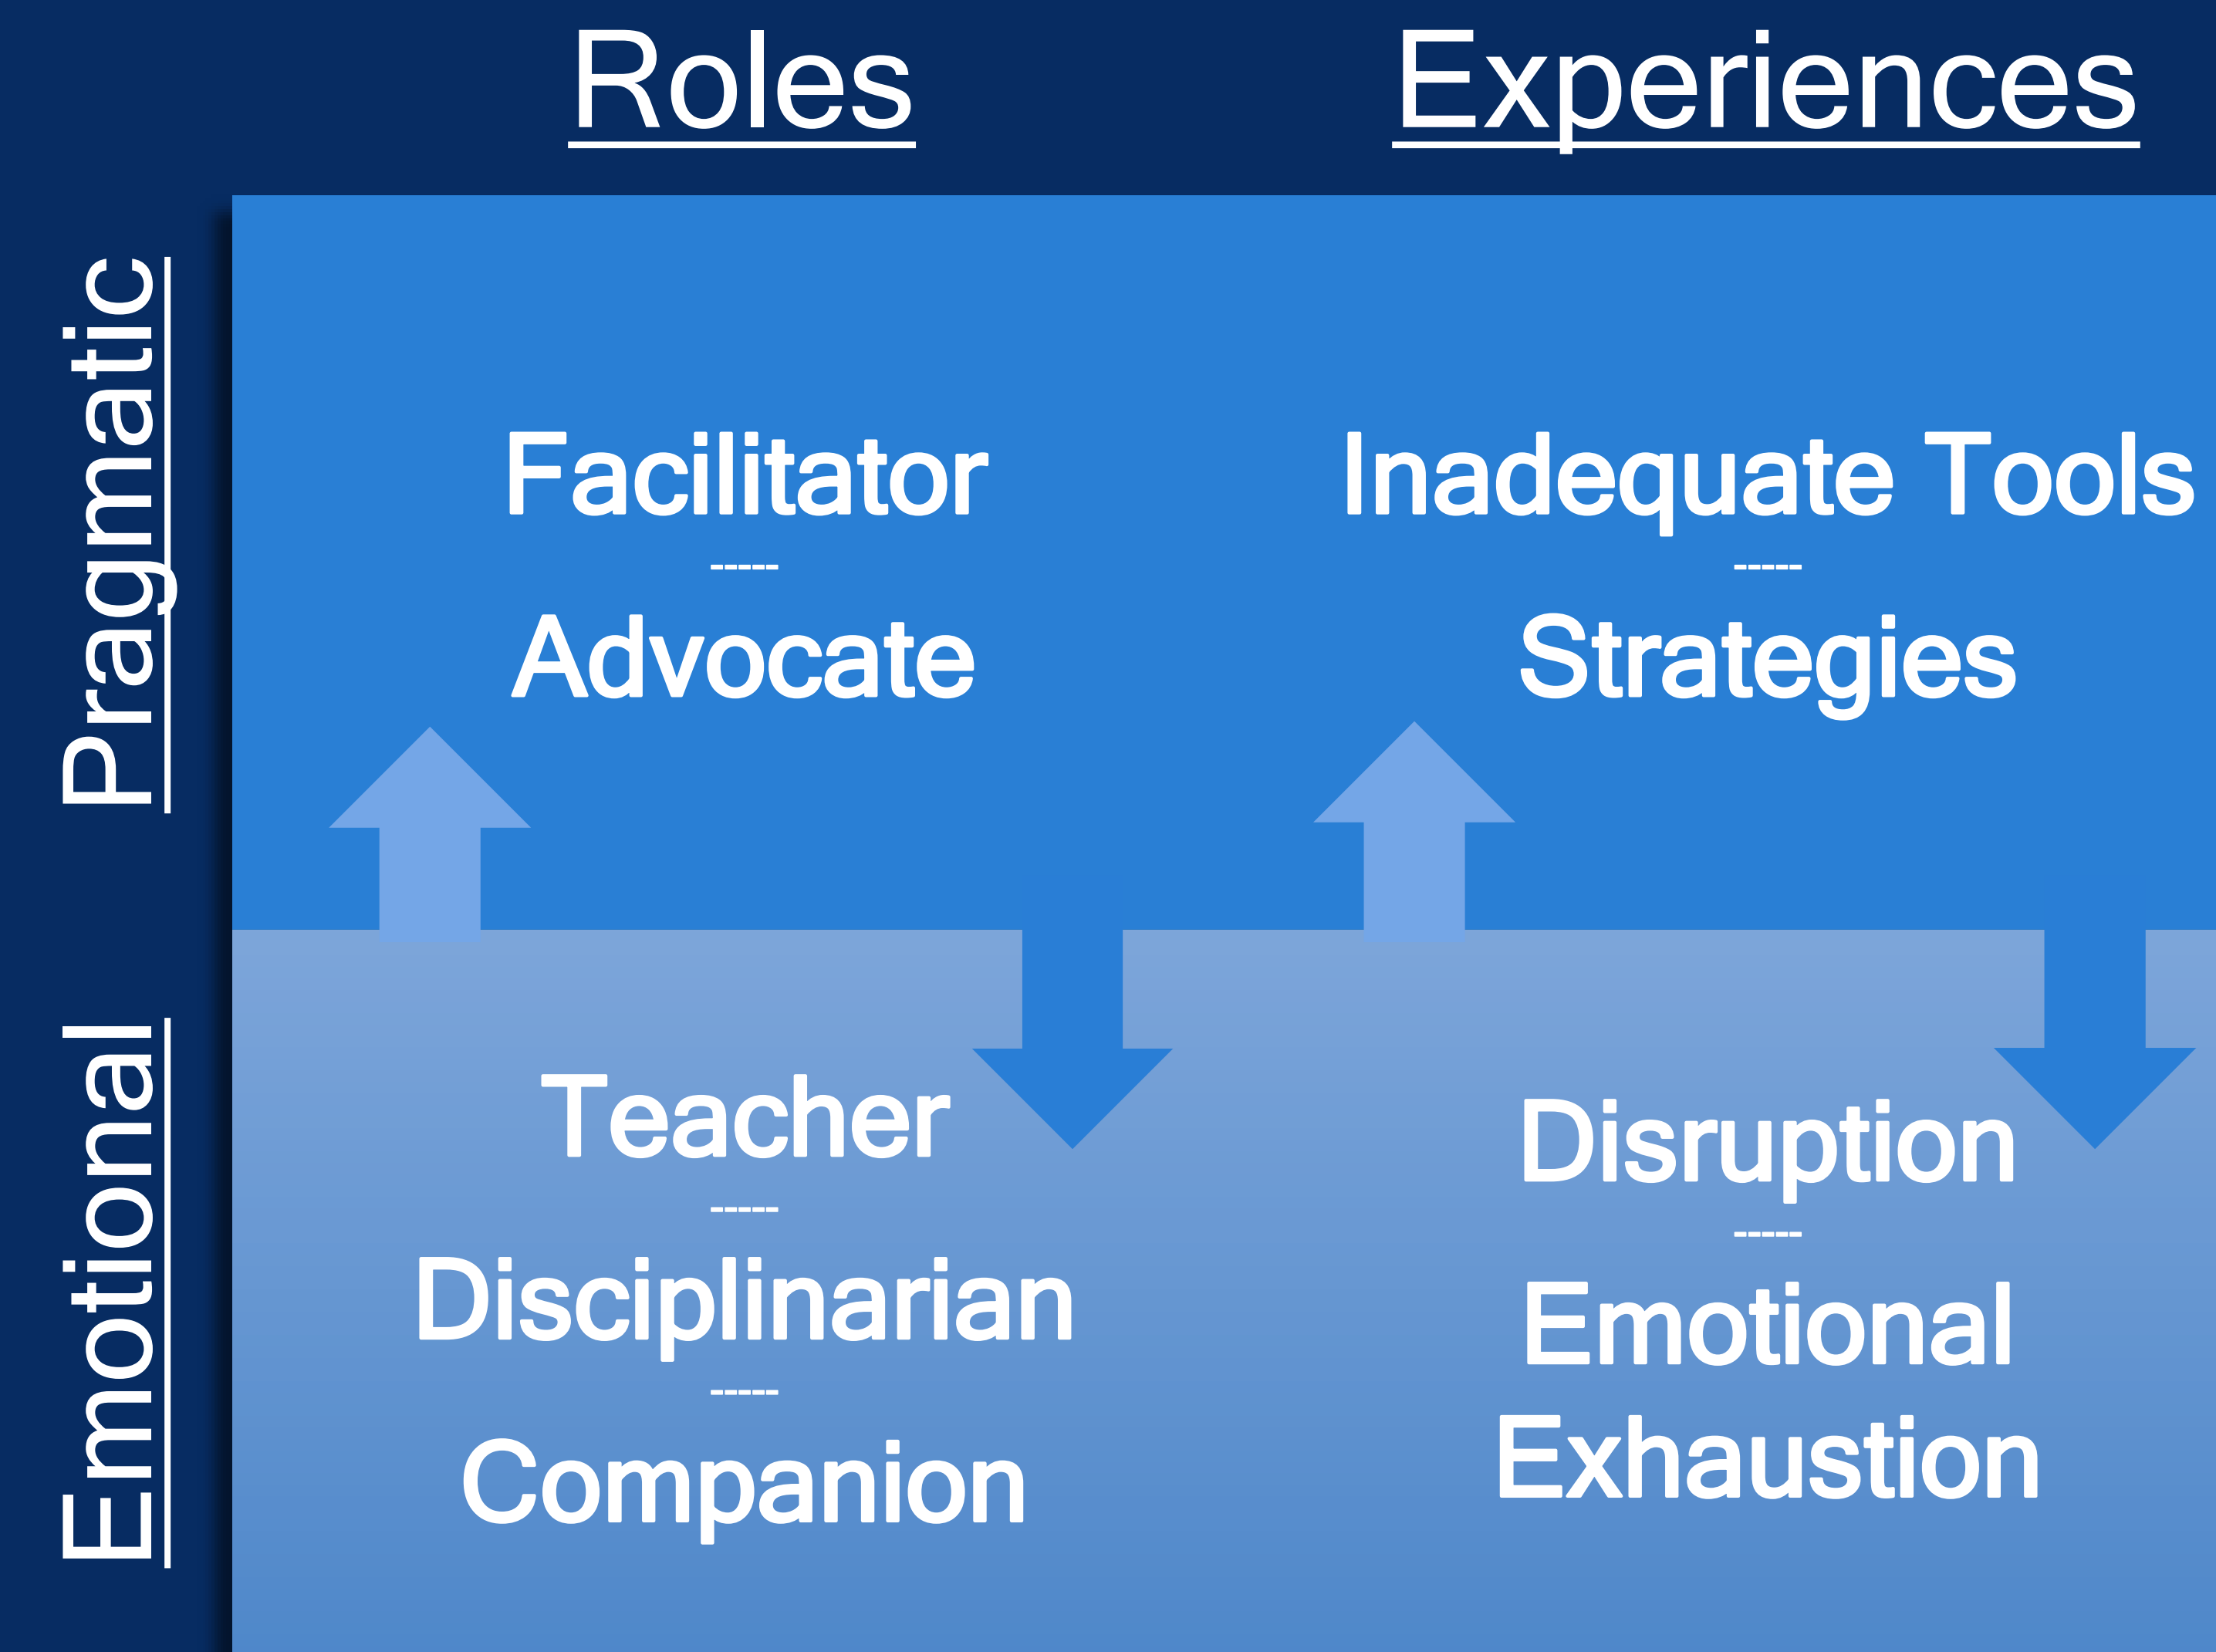 Roles
Experiences
Pragmatic
Facilitator
-----
Advocate
Inadequate Tools
-----
Strategies
Emotional
Teacher
-----
Disciplinarian
-----
Companion
Disruption
-----
Emotional
Exhaustion